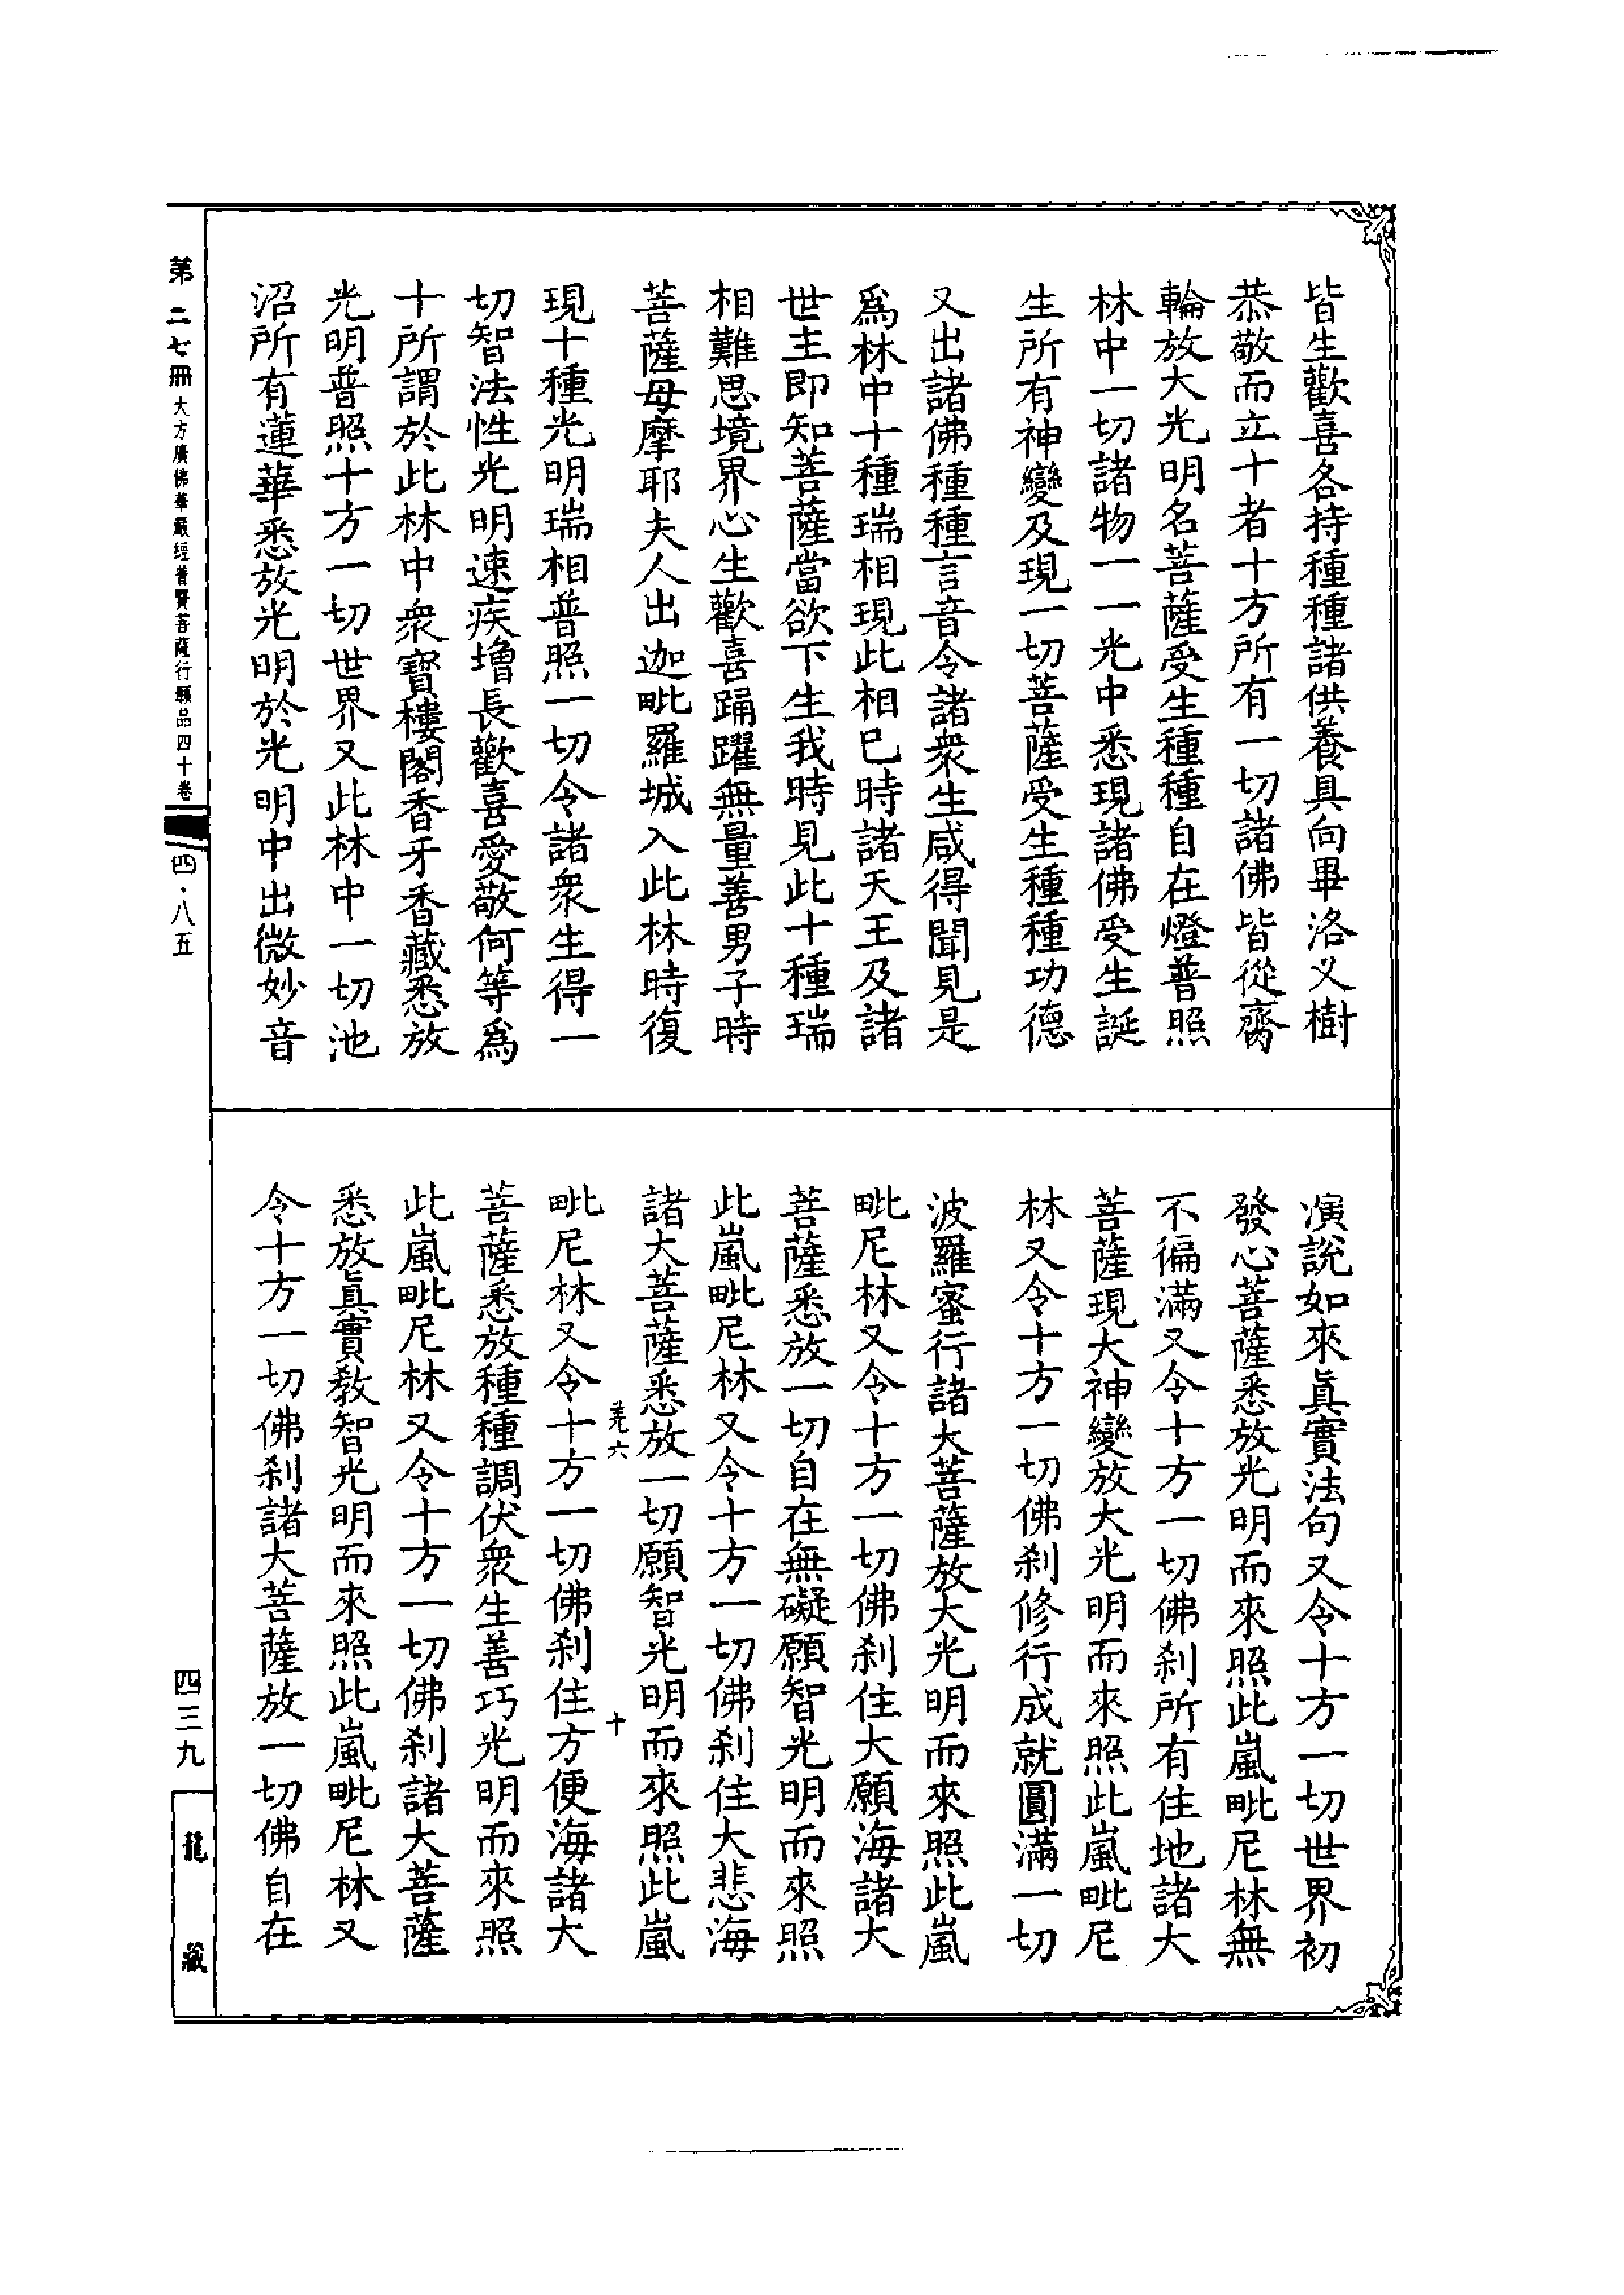 皆生歡喜各持種種諸供養具向畢洛叉樹
恭敬而立十者十方所有一切諸佛皆從齎
輪放大光明名菩薩受生種種自在燈普照
林中一切諸物一一光中悉現諸佛受生誕
生所有神變及現一切菩薩受生種種功德
又出諸佛種種言音令諸衆生咸得聞見是
爲林中十種瑞相現此相已時諸天王及諸
世主即知菩薩當欲下生我時見此十種瑞
相難思境界心生歡喜踊躍無量善男子時
菩薩母摩耶夫人出迦毗羅城入此林時復
現十種光明瑞相普照一切令諸衆生得一
切智法性光明速疾增長歡喜愛敬何等爲
十所謂於此林中衆寶樓閣香牙香藏悉放
光明普照十方一切世界又此林中一切池
沼所有蓮華悉放光明於光明中出微妙音
演說如來眞實法句又令十方一切世界初
發心菩薩悉放光明而來照此嵐毗尼林無
不徧滿又令十方一切佛刹所有住地諸大
菩薩現大神變放大光明而來照此嵐毗尼
林又令十方一切佛刹修行成就圓滿一切
波羅蜜行諸大菩薩放大光明而來照此嵐
毗尼林又令十方一切佛刹住大願海諸大
菩薩悉放一切自在無礙願智光明而來照
此嵐毗尼林又令十方一切佛刹住大悲海
諸大菩薩悉放一切願智光明而來照此嵐
羌六 十
毗尼林又令十方一切佛刹住方便海諸大
菩薩悉放種種調伏衆生善巧光明而來照
此嵐毗尼林又令十方一切佛刹諸大菩薩
悉放眞實教智光明而來照此嵐毗尼林又
令十方一切佛刹諸大菩薩放一切佛自在
第二七冊 大方廣佛華嚴經普賢菩薩行願品四十卷 四·八五
四三九
龍藏